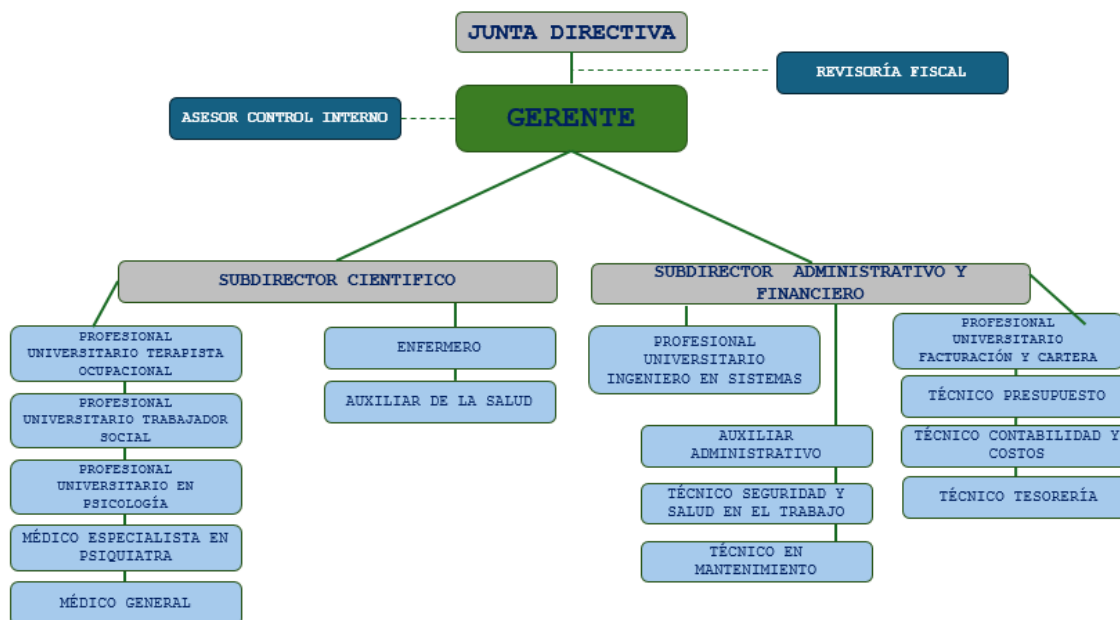 JUNTA DIRECTIVA
REVISORÍA FISCAL
ASESOR CONTROL INTERNO
GERENTE
SUBDIRECTOR CIENTÍFICO
SUBDIRECTOR ADMINISTRATIVO Y
FINANCIERO
PROFESIONAL
UNIVERSITARIO TERAPISTA
OCUPACIONAL
PROFESIONAL
UNIVERSITARIO TRABAJADOR
SOCIAL
PROFESIONAL
UNIVERSITARIO EN
PSICOLOGÍA
MÉDICO ESPECIALISTA EN
PSIQUIATRA
MÉDICO GENERAL
ENFERMERO
AUXILIAR DE LA SALUD
PROFESIONAL
UNIVERSITARIO
INGENIERO EN SISTEMAS
AUXILIAR
ADMINISTRATIVO
TÉCNICO SEGURIDAD Y
SALUD EN EL TRABAJO
TÉCNICO EN
MANTENIMIENTO
PROFESIONAL
UNIVERSITARIO
FACTURACIÓN Y CARTERA
TÉCNICO PRESUPUESTO
TÉCNICO CONTABILIDAD Y
COSTOS
TÉCNICO TESORERÍA